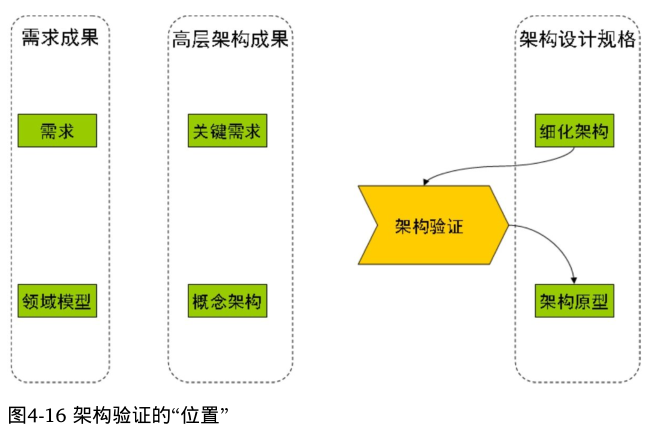 需求成果
高层架构成果
架构设计规格
需求
关键需求
细化架构
架构验证
领域模型
概念架构
架构原型
图4-16 架构验证的“位置”